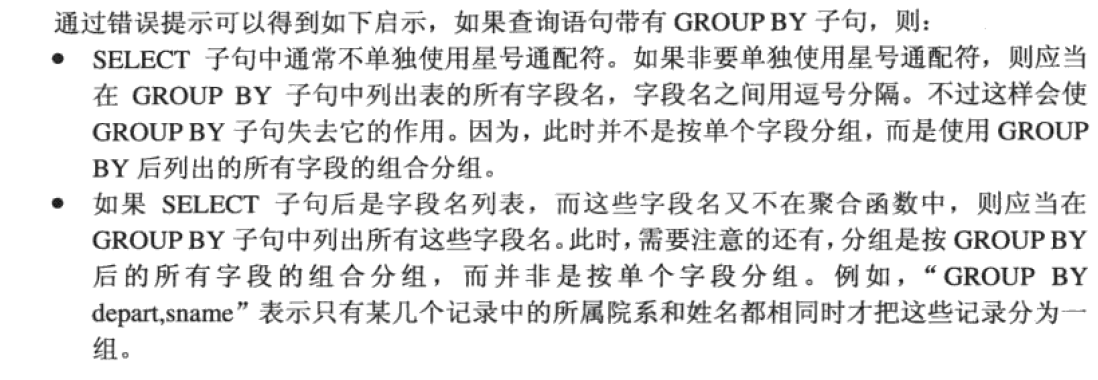 通过错误提示可以得到如下启示，如果查询语句带有 GROUP BY 子句，则：
● SELECT 子句中通常不单独使用星号通配符。如果非要单独使用星号通配符，则应当
在 GROUP BY 子句中列出表的所有字段名，字段名之间用逗号分隔。不过这样会使
GROUP BY 子句失去它的作用。因为，此时并不是按单个字段分组，而是使用 GROUP
BY 后列出的所有字段的组合分组。
● 如果 SELECT 子句后是字段名列表，而这些字段名又不在聚合函数中，则应当在
GROUP BY 子句中列出所有这些字段名。此时，需要注意的还有，分组是按 GROUP BY
后的所有字段的组合分组，而并非是按单个字段分组。例如，“GROUP BY
depart,sname”表示只有某几个记录中的所属院系和姓名都相同时才把这些记录分为一
组。